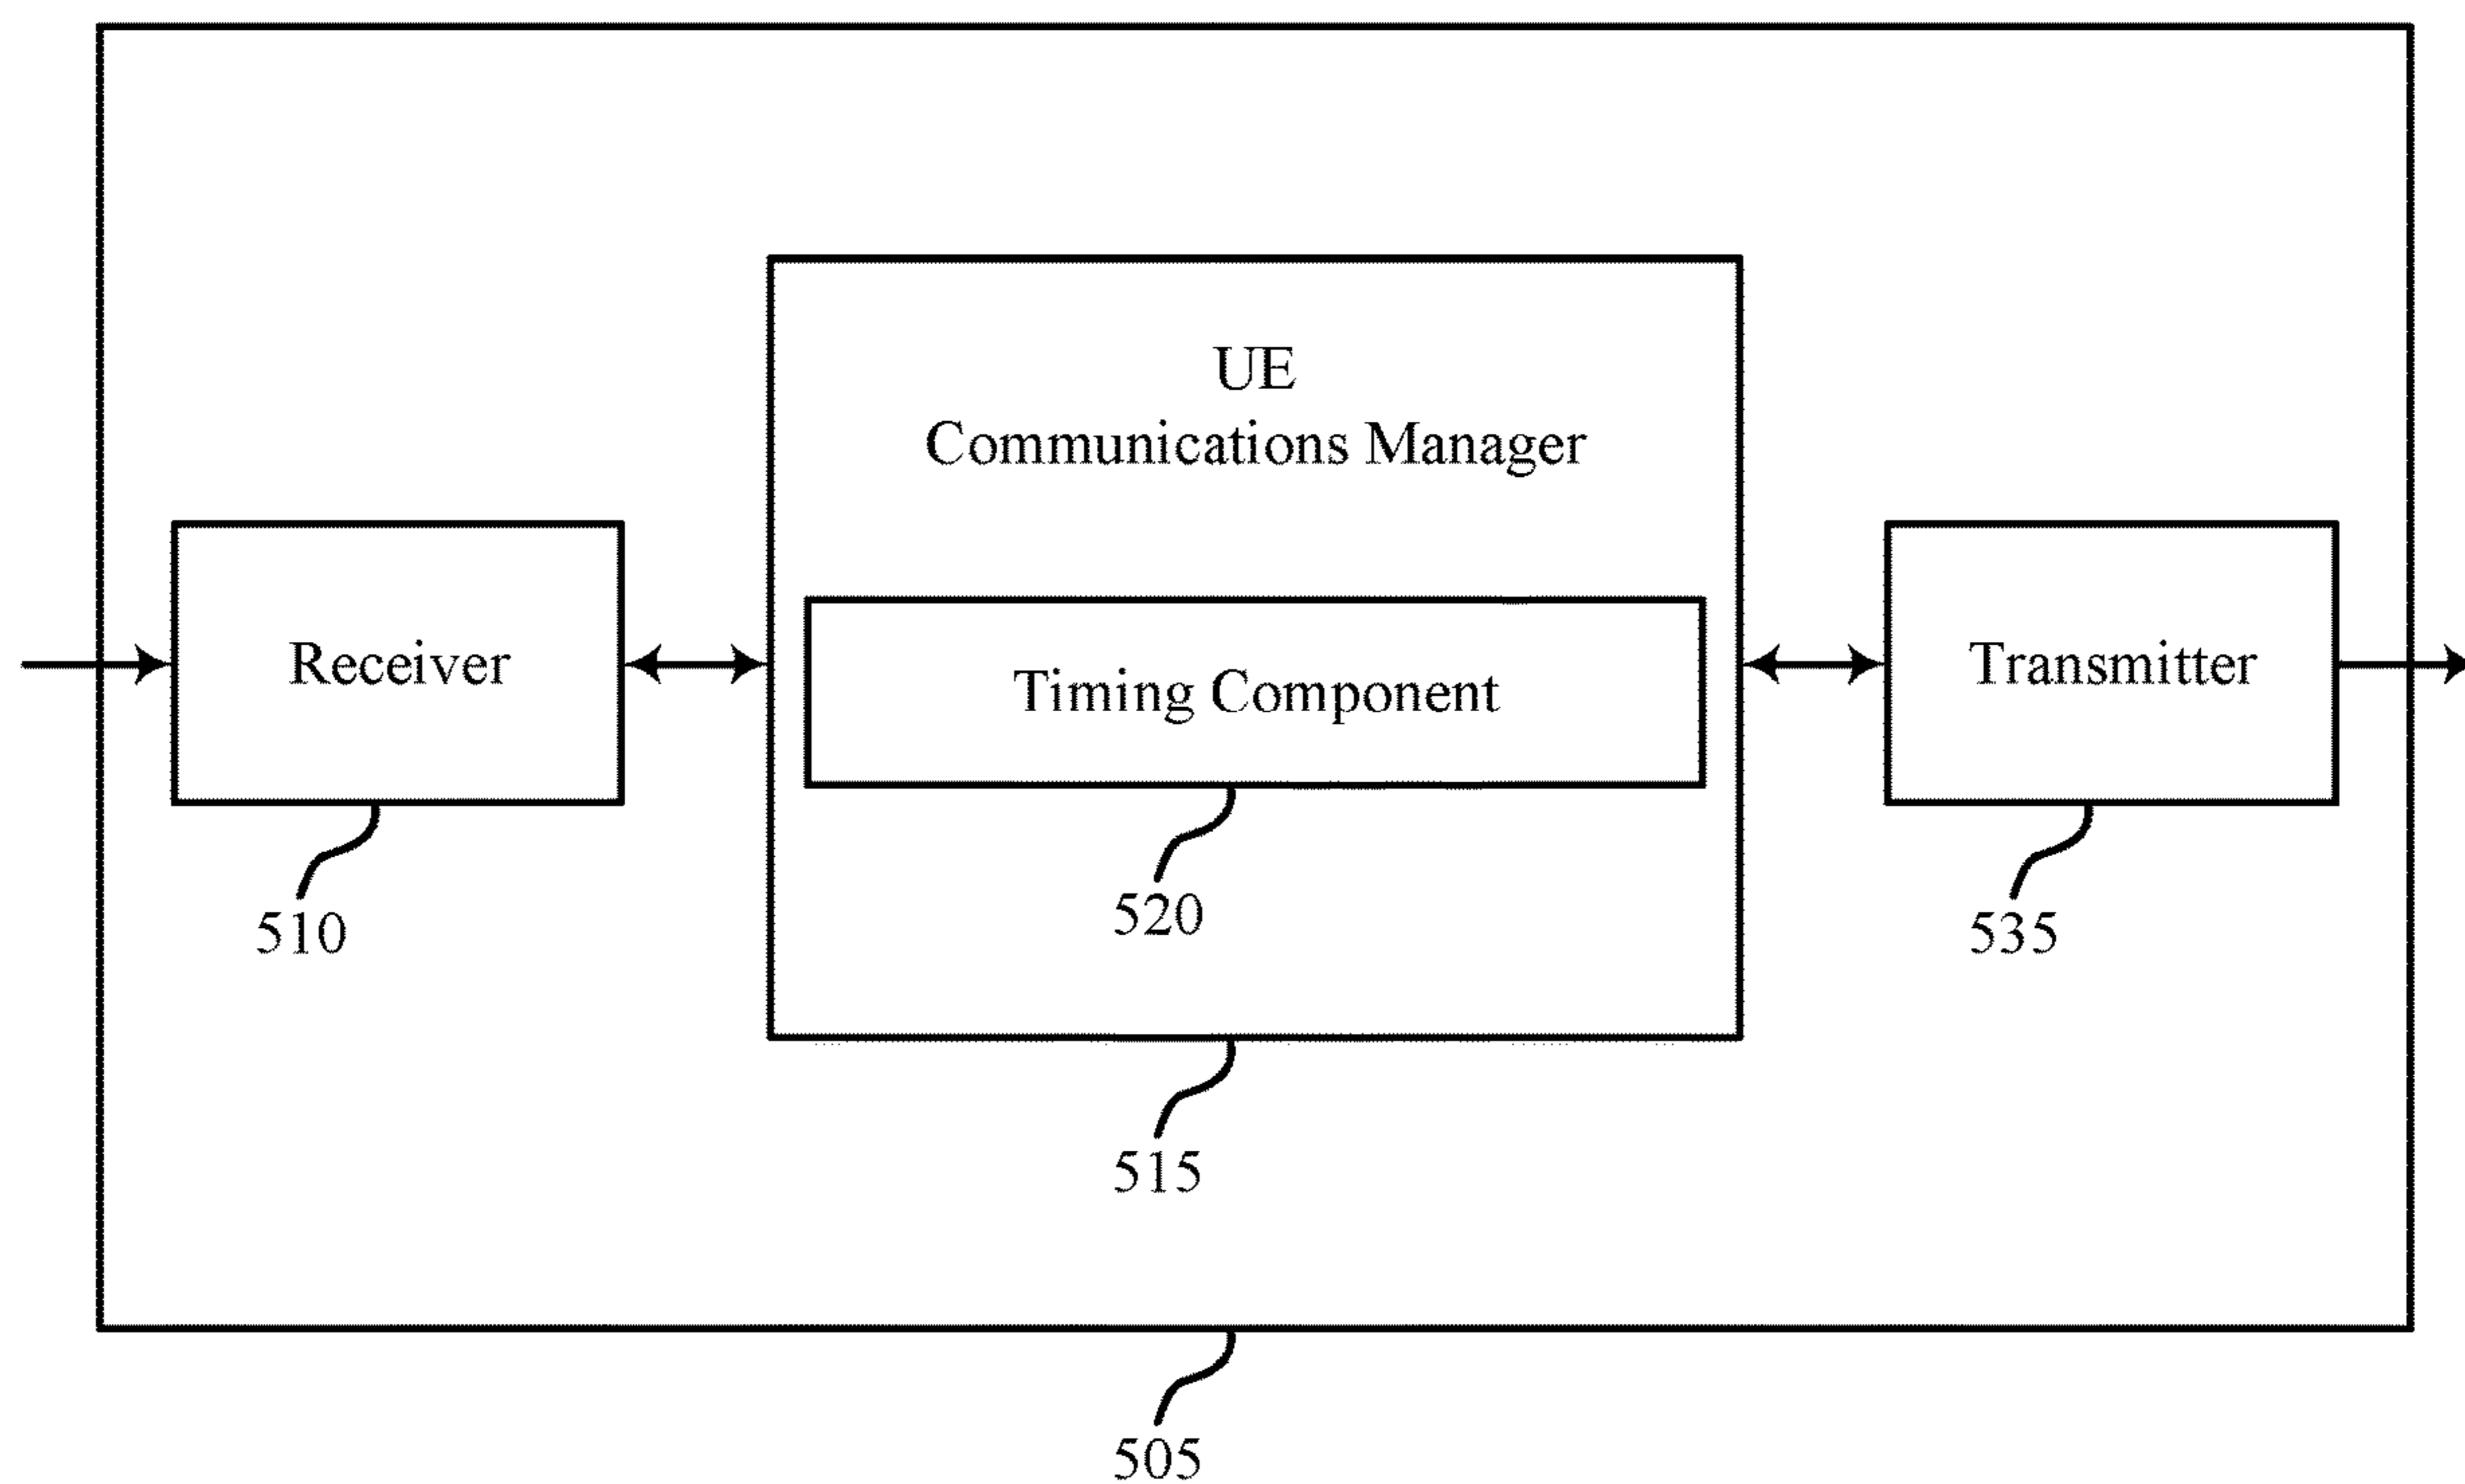 UE
Communications Manager
Receiver
Timing Component
Transmitter
510
520
535
515
505